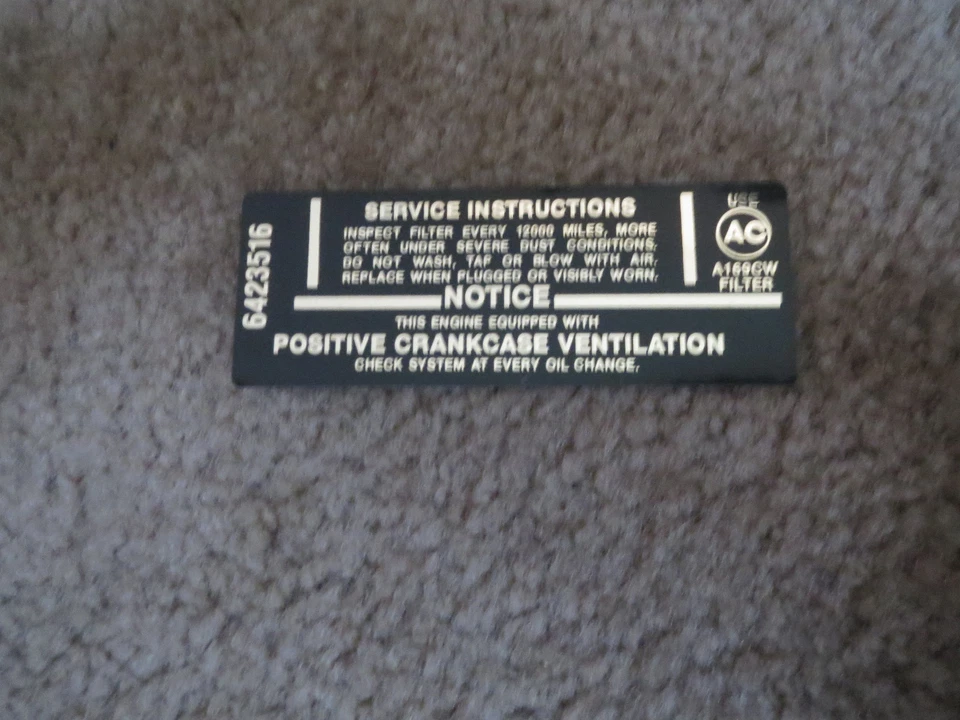 6423516
SERVICE INSTRUCTIONS
INSPECT FILTER EVERY 12000 MILES, MORE
OFTEN UNDER SEVERE DUST CONDITIONS.
DO NOT WASH, TAP OR BLOW WITH AIR.
REPLACE WHEN PLUGGED OR VISIBLY WORN.
USE
AC
A169CW
FILTER
NOTICE
THIS ENGINE EQUIPPED WITH
POSITIVE CRANKCASE VENTILATION
CHECK SYSTEM AT EVERY OIL CHANGE.